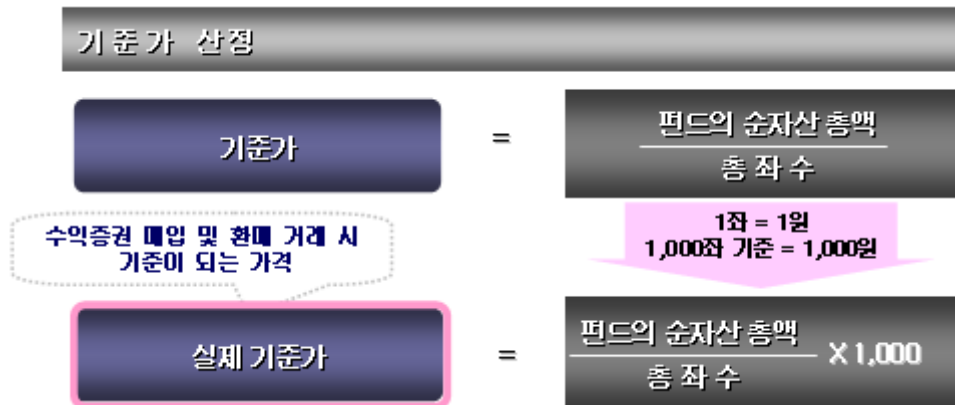 기 준 가 산 정
기준가
=
펀드의 순자산 총액
총 좌 수
수익증권 매입 및 환매 거래 시
기준이 되는 가격
1좌 = 1원
1,000좌 기준 = 1,000원
실제 기준가
=
펀드의 순자산 총액
총 좌 수
X 1,000